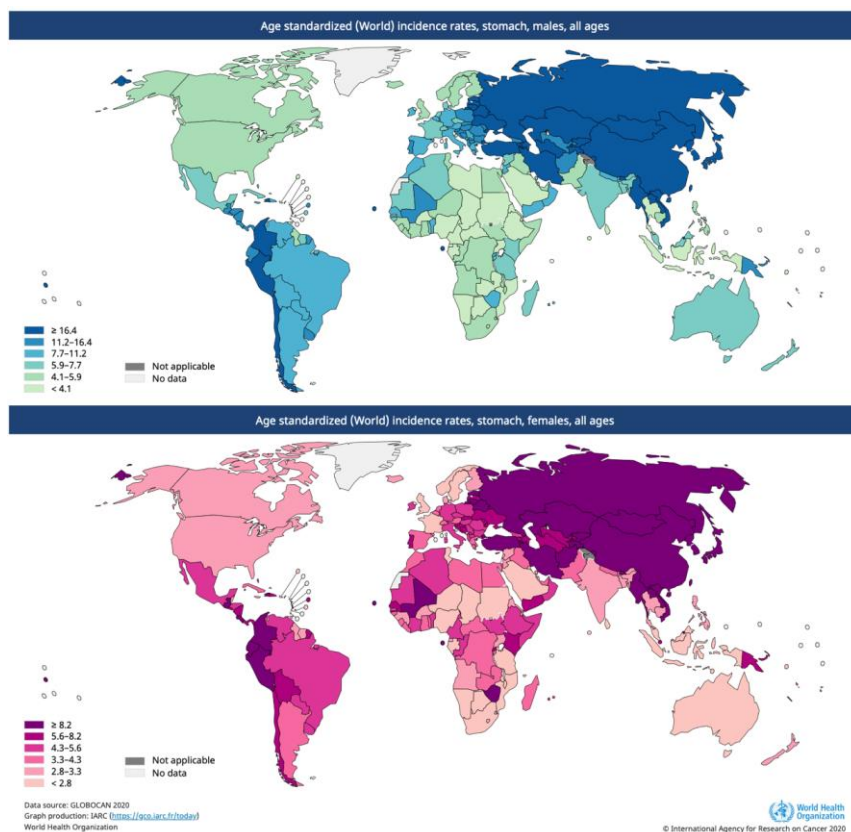 Age standardized (World) incidence rates, stomach, males, all ages
≥ 16.4
11.2–16.4
7.7–11.2
5.9–7.7
4.1–5.9
< 4.1
Not applicable
No data
Age standardized (World) incidence rates, stomach, females, all ages
≥ 8.2
5.6–8.2
4.3–5.6
3.3–4.3
2.8–3.3
< 2.8
Not applicable
No data
Data source: GLOBOCAN 2020
Graph production: IARC (https://gco.iarc.fr/today)
World Health Organization
World Health
Organization
© International Agency for Research on Cancer 2020